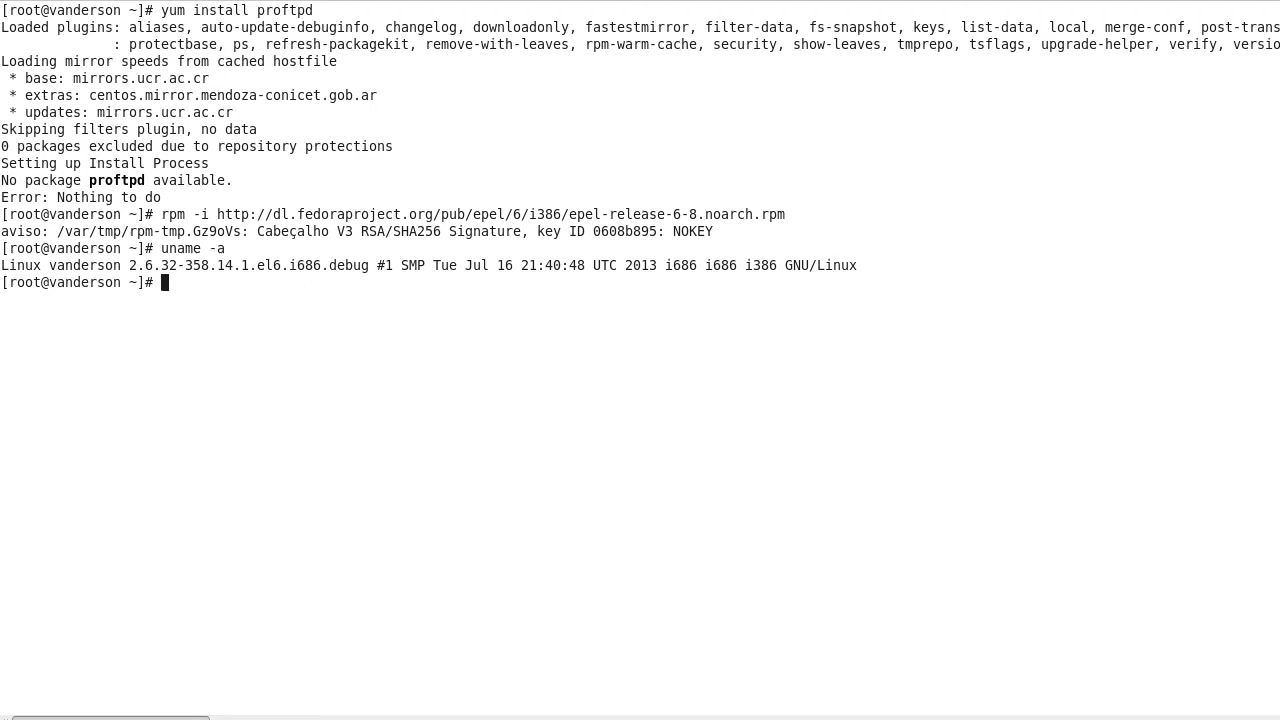 [root@vanderson ~]# yum install proftpd
Loaded plugins: aliases, auto-update-debuginfo, changelog, downloadonly, fastestmirror, filter-data, fs-snapshot, keys, list-data, local, merge-conf, post-trans
: protectbase, ps, refresh-packagekit, remove-with-leaves, rpm-warm-cache, security, show-leaves, tmprepo, tsflags, upgrade-helper, verify, versio
Loading mirror speeds from cached hostfile
* base: mirrors.ucr.ac.cr
* extras: centos.mirror.mendoza-conicet.gob.ar
* updates: mirrors.ucr.ac.cr
Skipping filters plugin, no data
0 packages excluded due to repository protections
Setting up Install Process
No package proftpd available.
Error: Nothing to do
[root@vanderson ~]# rpm -i http://dl.fedoraproject.org/pub/epel/6/i386/epel-release-6-8.noarch.rpm
aviso: /var/tmp/rpm-tmp.Gz9oVs: Cabeçalho V3 RSA/SHA256 Signature, key ID 0608b895: NOKEY
[root@vanderson ~]# uname -a
Linux vanderson 2.6.32-358.14.1.el6.i686.debug #1 SMP Tue Jul 16 21:40:48 UTC 2013 i686 i686 i386 GNU/Linux
[root@vanderson ~]#